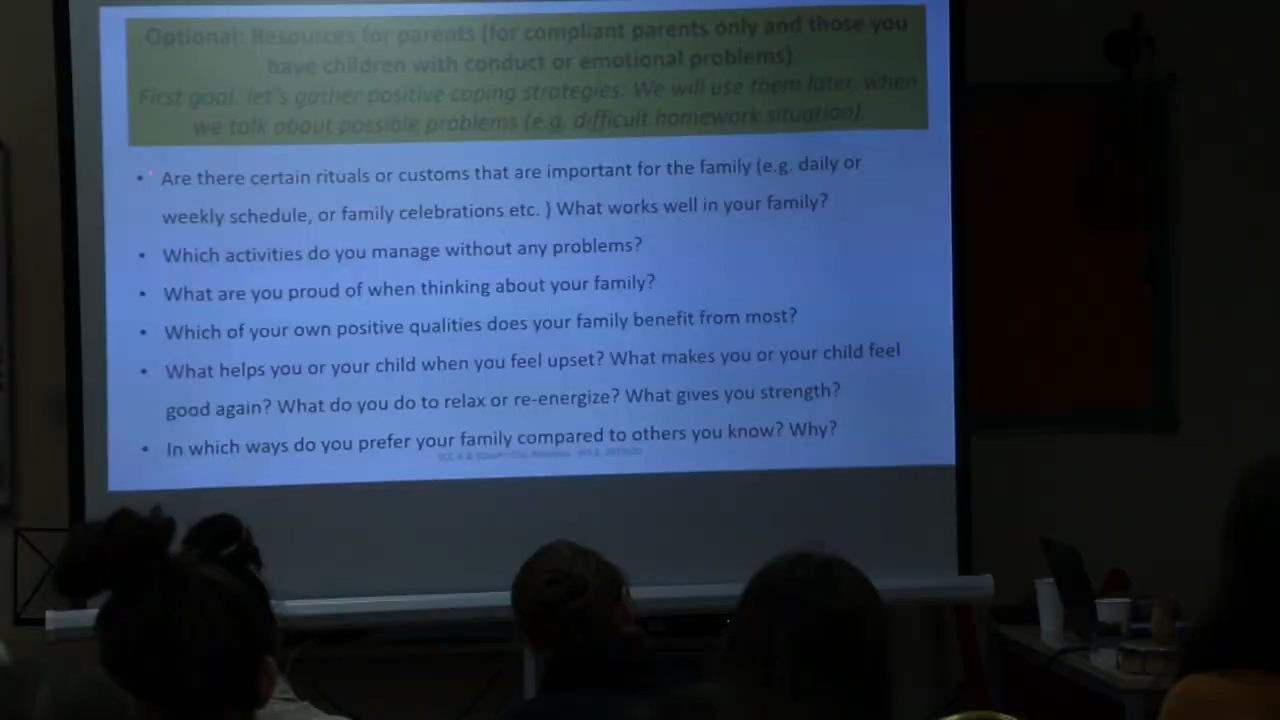 Optional: Resources for parents (for compliant parents only and those you
have children with conduct or emotional problems)
First goal: let's gather positive coping strategies. We will use them later, when
we talk about possible problems (e.g. difficult homework situation)
• Are there certain rituals or customs that are important for the family (e.g. daily or
weekly schedule, or family celebrations etc. ) What works well in your family?
• Which activities do you manage without any problems?
• What are you proud of when thinking about your family?
• Which of your own positive qualities does your family benefit from most?
• What helps you or your child when you feel upset? What makes you or your child feel
good again? What do you do to relax or re-energize? What gives you strength?
• In which ways do you prefer your family compared to others you know? Why?